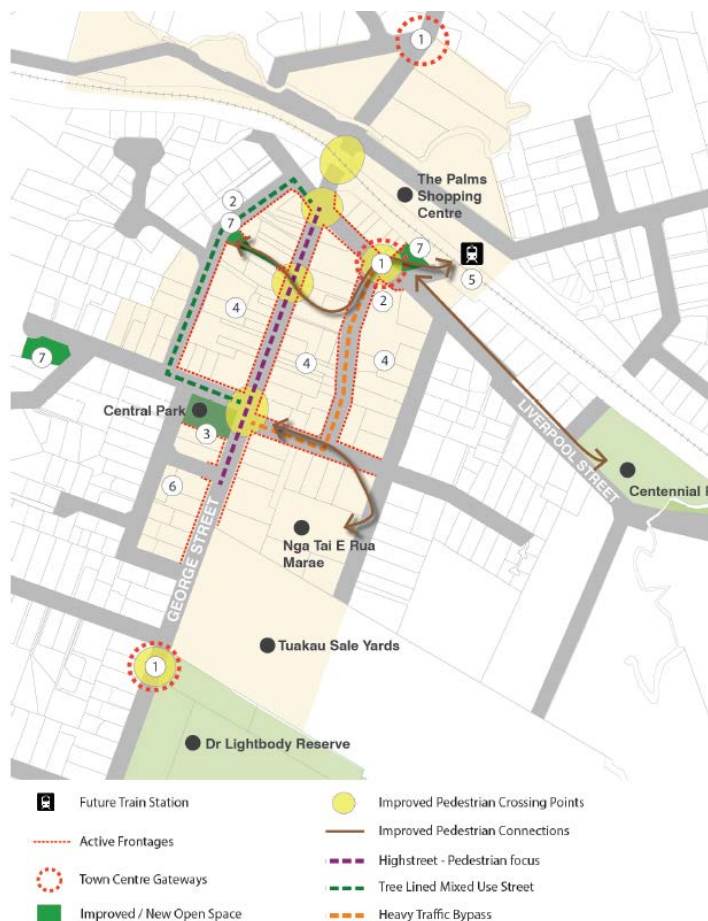 1
The Palms
Shopping
Centre
2
7
1
7
5
2
4
4
4
7
Central Park
3
LIVERPOOL STREET
6
Centennial
GEORGE STREET
Nga Tai E Rua
Marae
Tuakau Sale Yards
1
Dr Lightbody Reserve
Future Train Station
Active Frontages
Town Centre Gateways
Improved / New Open Space
Improved Pedestrian Crossing Points
Improved Pedestrian Connections
Highstreet - Pedestrian focus
Tree Lined Mixed Use Street
Heavy Traffic Bypass